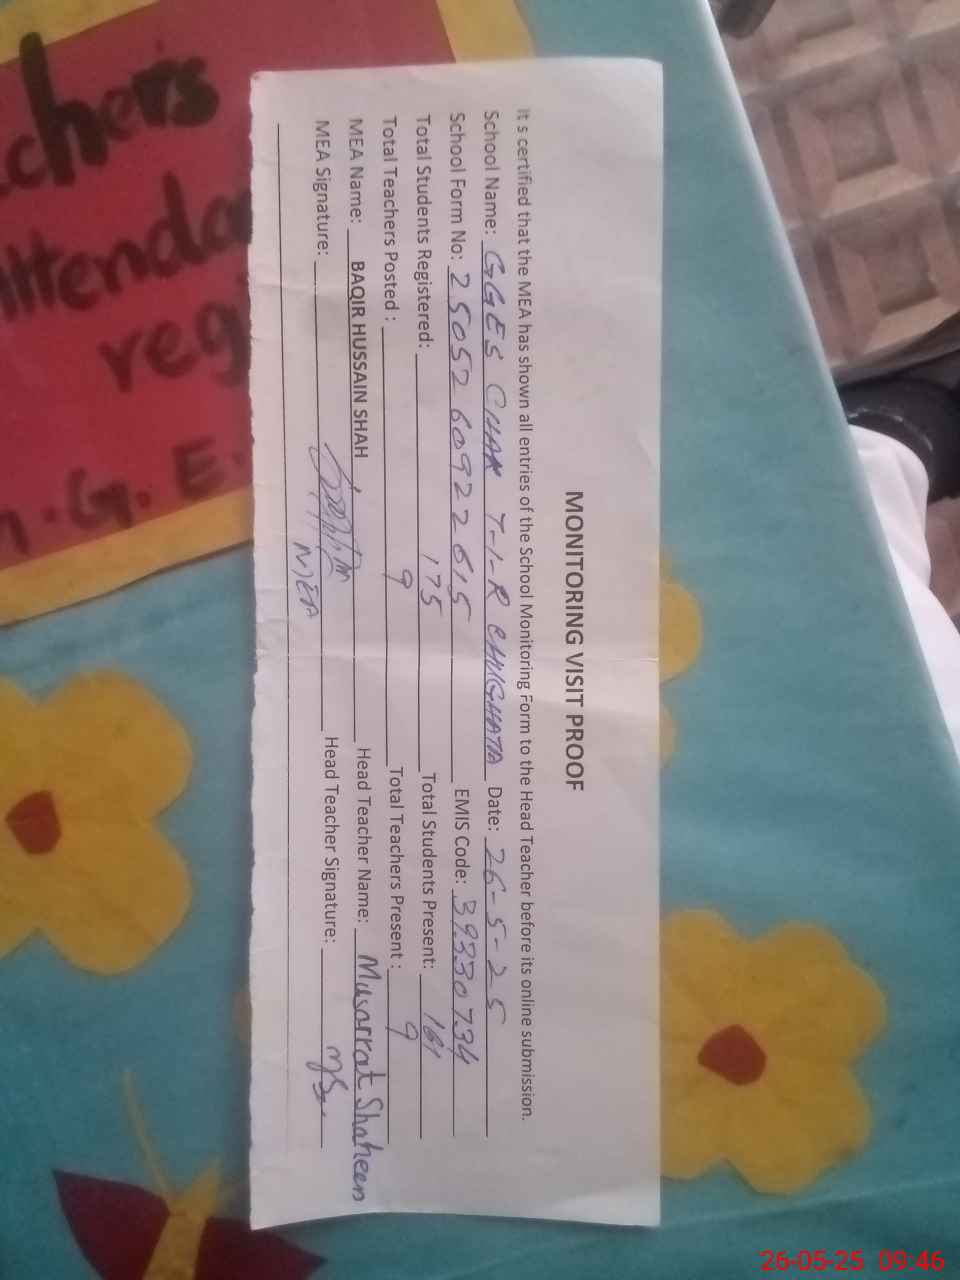 MONITORING VISIT PROOF
It s certified that the MEA has shown all entries of the School Monitoring Form to the Head Teacher before its online submission.
School Name: GGES CHAK 7-1-R CHUGHATTA Date: 26-5-25
School Form No: 25052609226 15 EMIS Code: 39330734
Total Students Registered: 175 Total Students Present: 161
Total Teachers Posted : 9 Total Teachers Present : 9
MEA Name: BAQIR HUSSAIN SHAH Head Teacher Name: Musarrat Shaheen
MEA Signature: Head Teacher Signature:
MEA
chers
Attenda
reg
G.E.
26-05-25 09:46